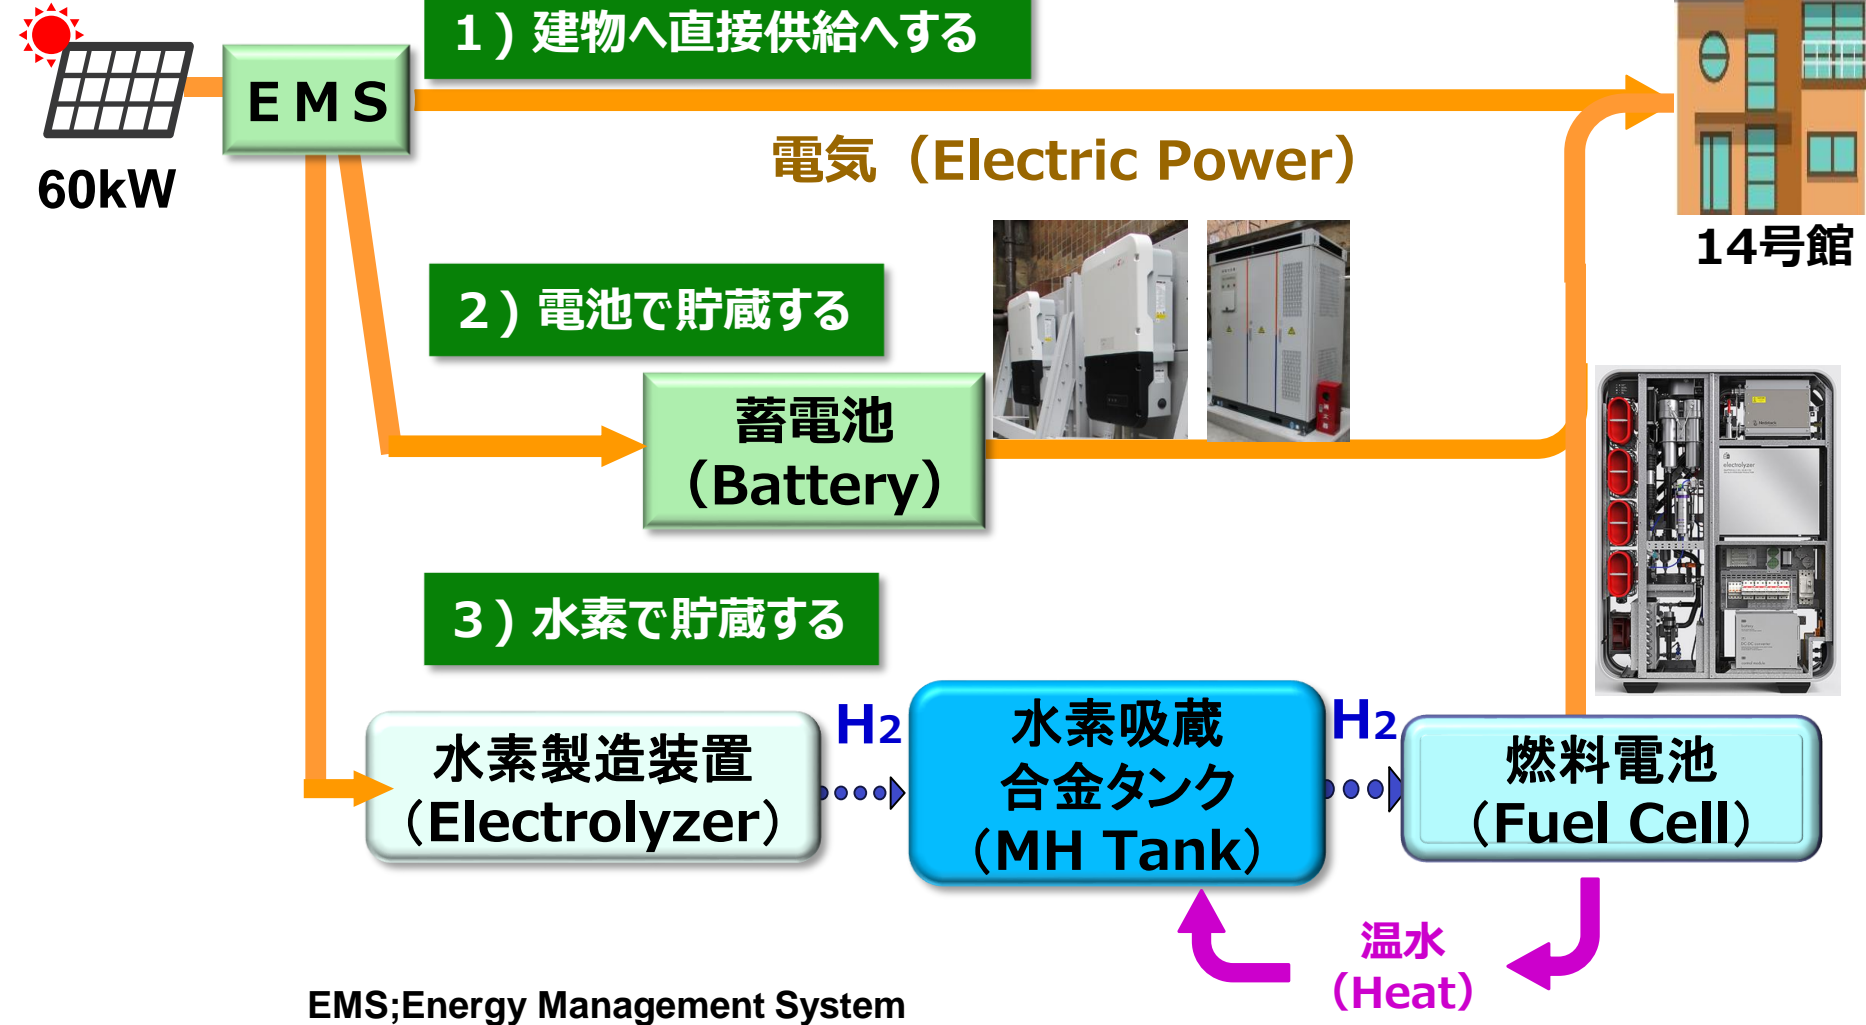 1）建物へ直接供給へする
EMS
60kW
電気（Electric Power）
14号館
2）電池で貯蔵する
蓄電池
（Battery）
electrolyzer
3）水素で貯蔵する
水素製造装置
（Electrolyzer）
H2
水素吸蔵
合金タンク
（MH Tank）
H2
燃料電池
（Fuel Cell）
温水
（Heat）
EMS;Energy Management System